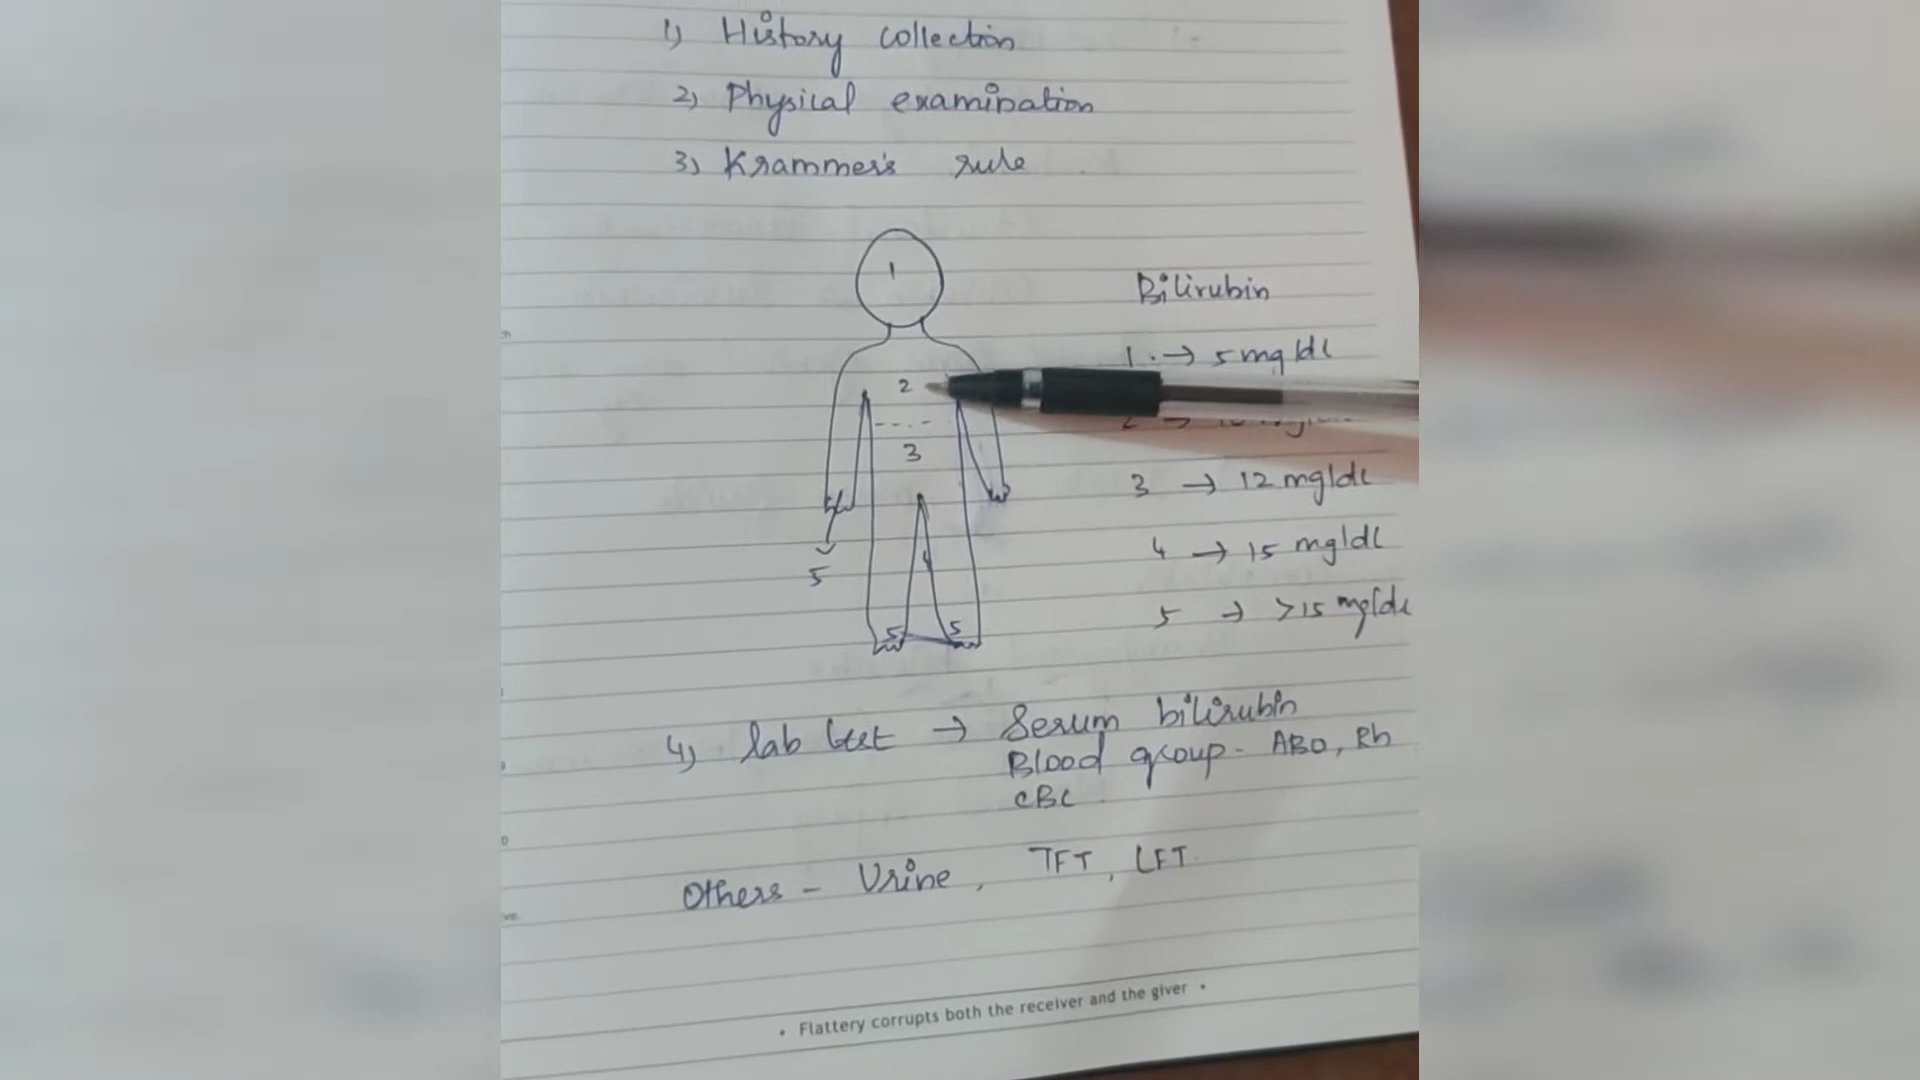 1) History collection
2) Physical examination
3) Krammer's rule
1
Bilirubin
1. → 5 mg/dl
2
3
3 → 12 mg/dl
4 → 15 mg/dl
4
5
5 → >15 mg/dl
5 5
4) lab test → Serum bilirubin
Blood group - ABO, Rh
CBC
Others - Urine, TFT, LFT.
• Flattery corrupts both the receiver and the giver •